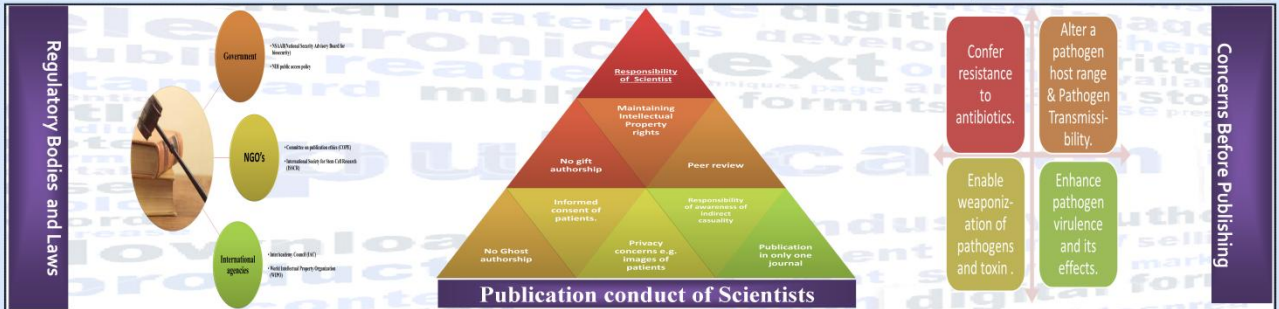 Regulatory Bodies and Laws
Government
• NSAAB(National Security Advisory Board for
biosecurity)
• NIH public access policy
NGO's
• Committee on publication ethics (COPE)
• International Society for Stem Cell Research
(ISSCR)
International
agencies
• InterAcademy Council (IAC)
• World Intellectual Property Organization
(WIPO)
Responsibility
of Scientist
Maintaining
Intellectual
Property
rights
No gift
authorship
Peer review
Informed
consent of
patients.
Responsibility
of awareness of
indirect
casuality
No Ghost
authorship
Privacy
concerns e.g.
images of
patients
Publication
in only one
journal
Publication conduct of Scientists
Confer
resistance
to
antibiotics.
Alter a
pathogen
host range
& Pathogen
Transmissi-
bility.
Enable
weaponiz-
ation of
pathogens
and toxin .
Enhance
pathogen
virulence
and its
effects.
Concerns Before Publishing